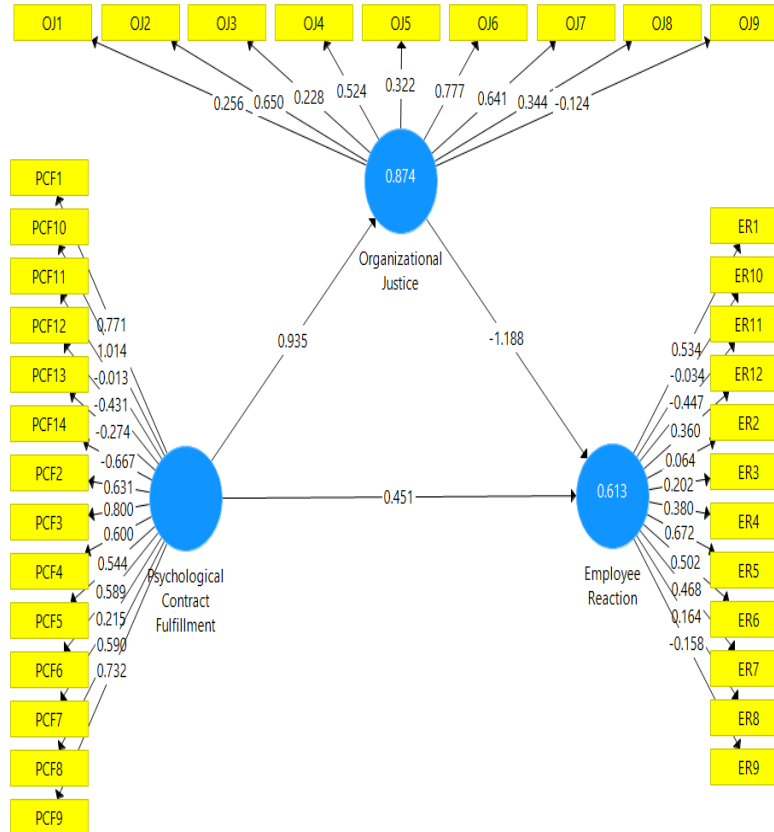 OJ1 OJ2 OJ3 OJ4 OJ5 OJ6 OJ7 OJ8 OJ9
0.256 0.650 0.228 0.524 0.322 0.777 0.641 0.344 -0.124
0.874
Organizational
Justice
PCF1
PCF10
PCF11
PCF12
PCF13
PCF14
PCF2
PCF3
PCF4
PCF5
PCF6
PCF7
PCF8
PCF9
0.771
1.014
-0.013
-0.431
-0.274
-0.667
0.631
0.800
0.600
0.544
0.589
0.215
0.590
0.732
Psychological
Contract
Fulfillment
0.935
-1.188
0.451
0.613
Employee
Reaction
0.534
-0.034
-0.447
0.360
0.064
0.202
0.380
0.672
0.502
0.468
0.164
-0.158
ER1
ER10
ER11
ER12
ER2
ER3
ER4
ER5
ER6
ER7
ER8
ER9